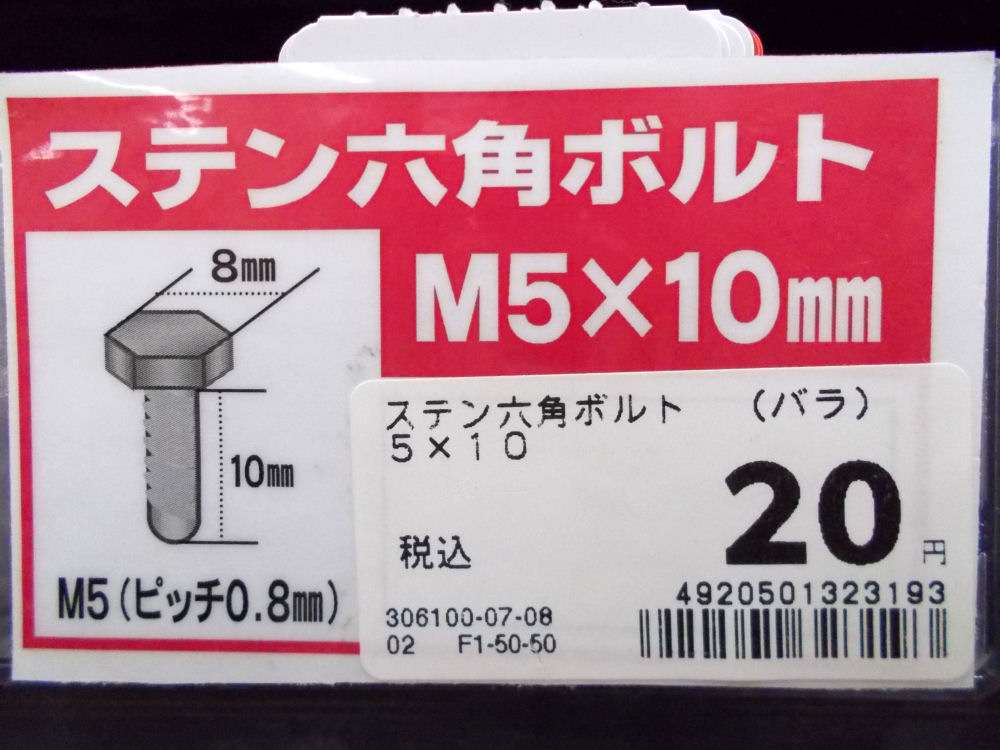 ステン六角ボルト
M5×10㎜
8㎜
10㎜
M5(ピッチ0.8㎜)
ステン六角ボルト (バラ)
5×10
税込 20円
4920501323193
306100-07-08
02 F1-50-50